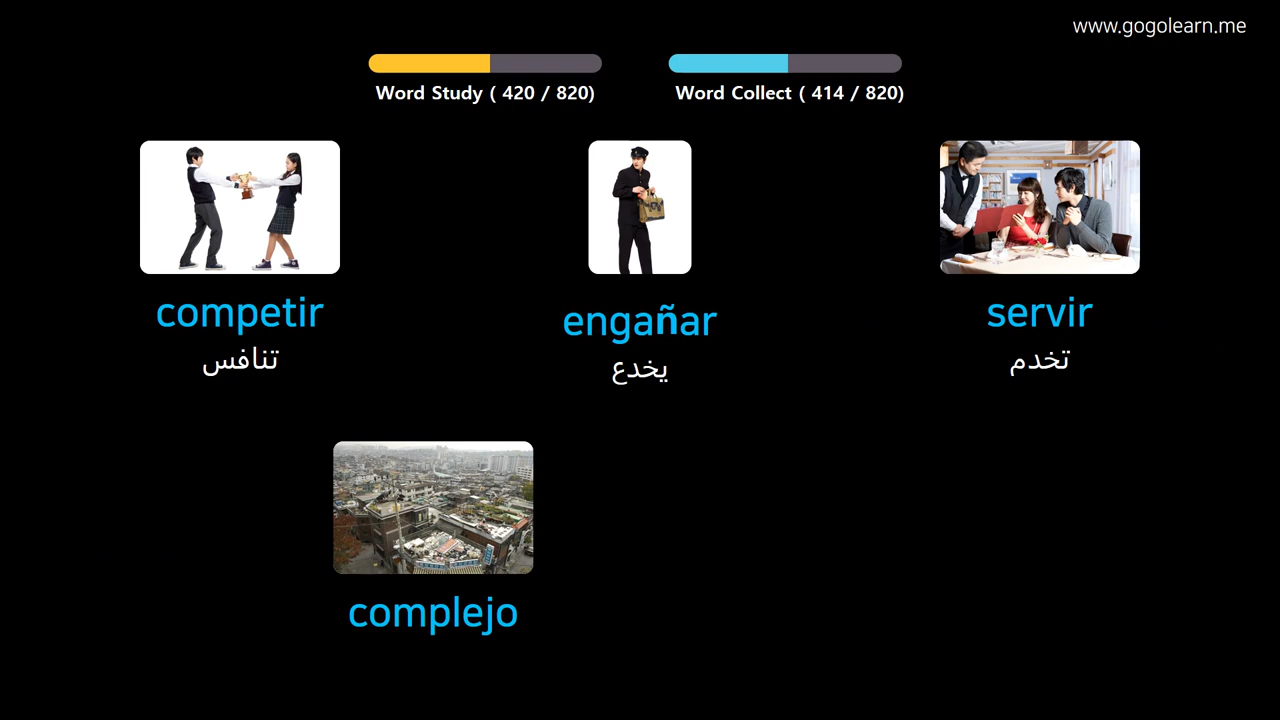 www.gogolearn.me
Word Study ( 420 / 820)
Word Collect ( 414 / 820)
competir
تنافس
engañar
يخدع
servir
تخدم
complejo